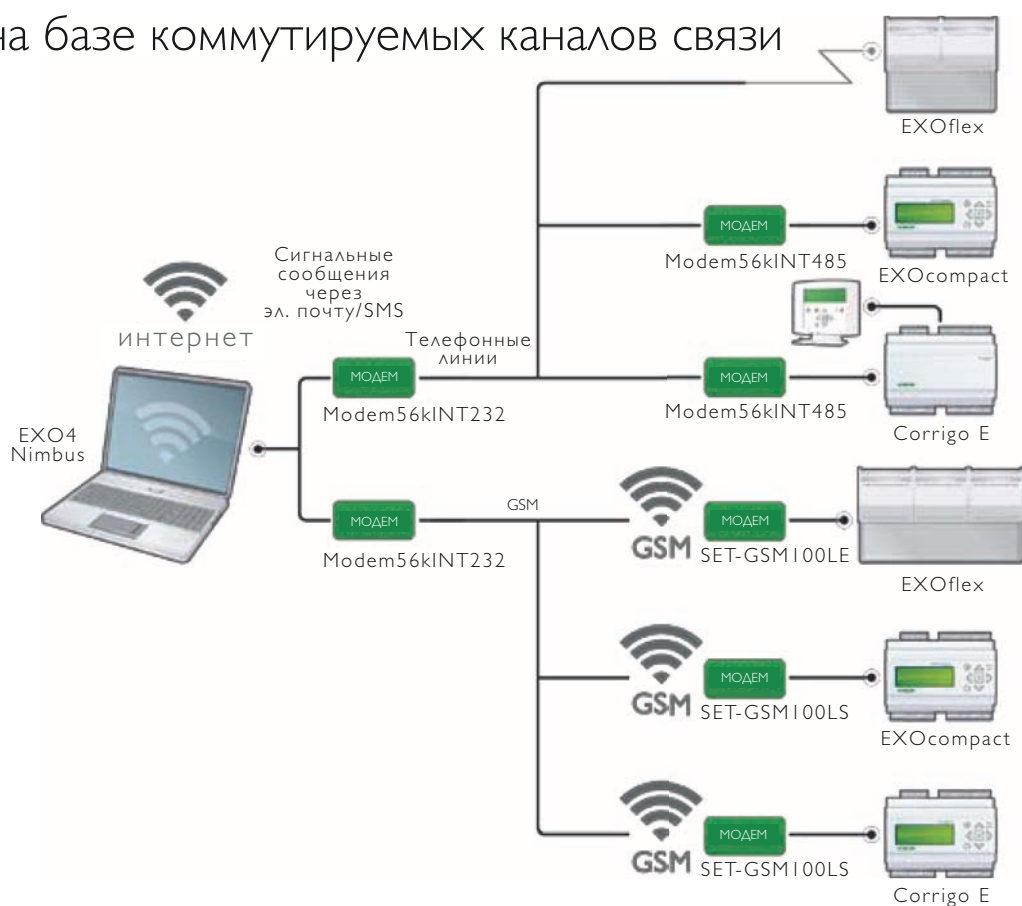 на базе коммутируемых каналов связи
EXOflex
МОДЕМ
Modem56kINT485
EXOcompact
Сигнальные
сообщения
через
эл. почту/SMS
интернет
Телефонные
линии
МОДЕМ
Modem56kINT232
МОДЕМ
Modem56kINT485
Corrigo E
EXO4
Nimbus
МОДЕМ
Modem56kINT232
GSM
GSM
МОДЕМ
SET-GSM100LE
EXOflex
GSM
МОДЕМ
SET-GSM100LS
EXOcompact
GSM
МОДЕМ
SET-GSM100LS
Corrigo E